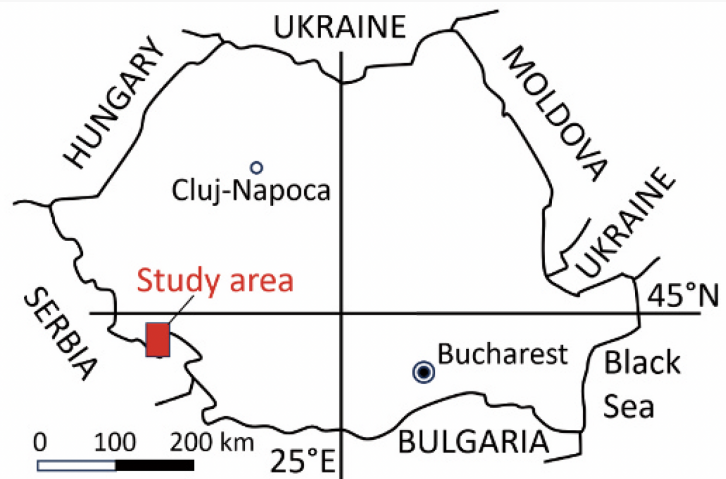 UKRAINE
HUNGARY
MOLDOVA
Cluj-Napoca
UKRAINE
Study area
45°N
SERBIA
Bucharest
Black
Sea
0 100 200 km
BULGARIA
25°E